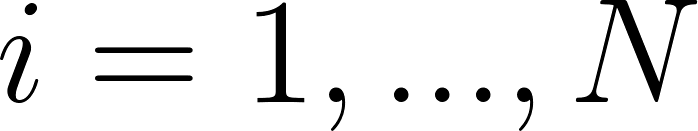 i = 1, ..., N